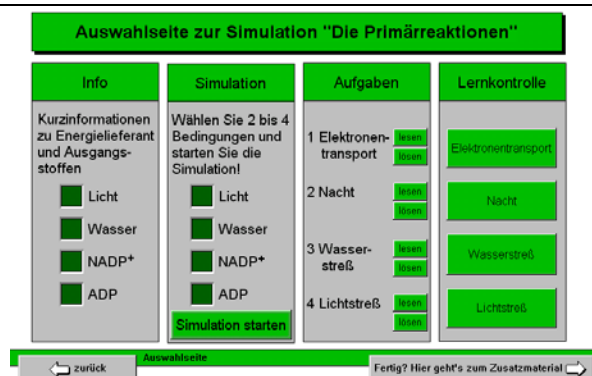 Auswahlseite zur Simulation "Die Primärreaktionen"
Info
Kurzinformationen
zu Energielieferant
und Ausgangs-
stoffen
Licht
Wasser
NADP+
ADP
Simulation
Wählen Sie 2 bis 4
Bedingungen und
starten Sie die
Simulation!
Licht
Wasser
NADP+
ADP
Simulation starten
Aufgaben
1 Elektronen-
transport
lesen
lösen
2 Nacht
lesen
lösen
3 Wasser-
streß
lesen
lösen
4 Lichtstreß
lesen
lösen
Lernkontrolle
Elektronentransport
Nacht
Wasserstreß
Lichtstreß
Auswahlseite
zurück
Fertig? Hier geht's zum Zusatzmaterial